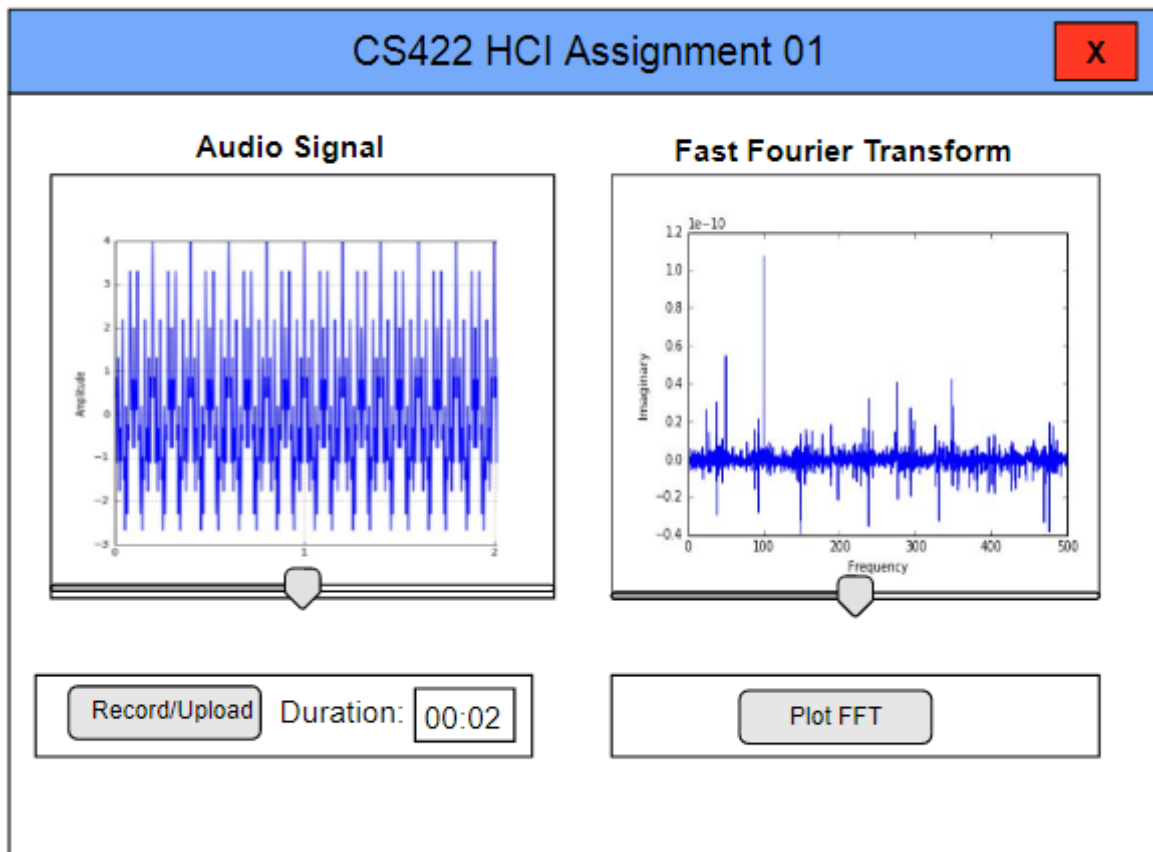 CS422 HCI Assignment 01
X
Audio Signal
Amplitude
4
3
2
1
0
−1
−2
−3
0
1
2
Fast Fourier Transform
1e−10
Imaginary
1.2
1.0
0.8
0.6
0.4
0.2
0.0
−0.2
−0.4
0
100
200
300
400
500
Frequency
Record/Upload
Duration:
00:02
Plot FFT